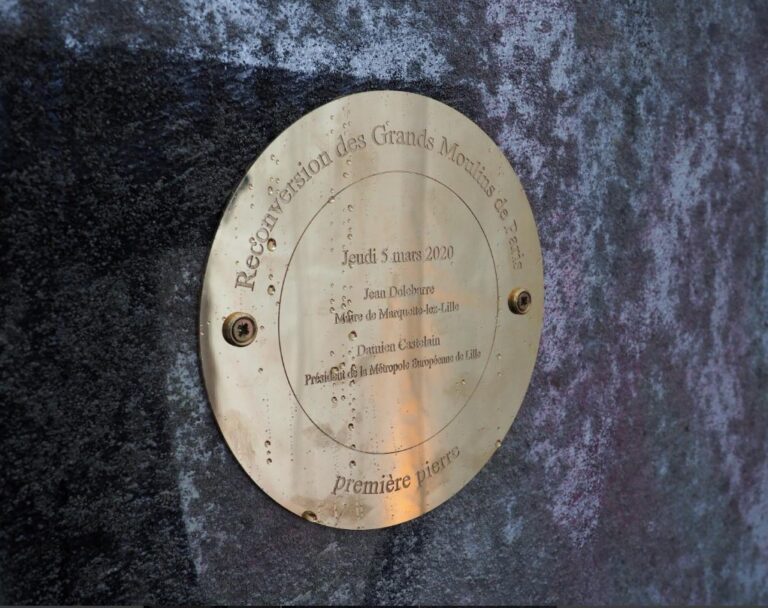 Reconversion des Grands Moulins de Paris
Jeudi 5 mars 2020
Jean Delebarre
Maire de Marquette-lez-Lille
Damien Castelain
Président de la Métropole Européenne de Lille
première pierre